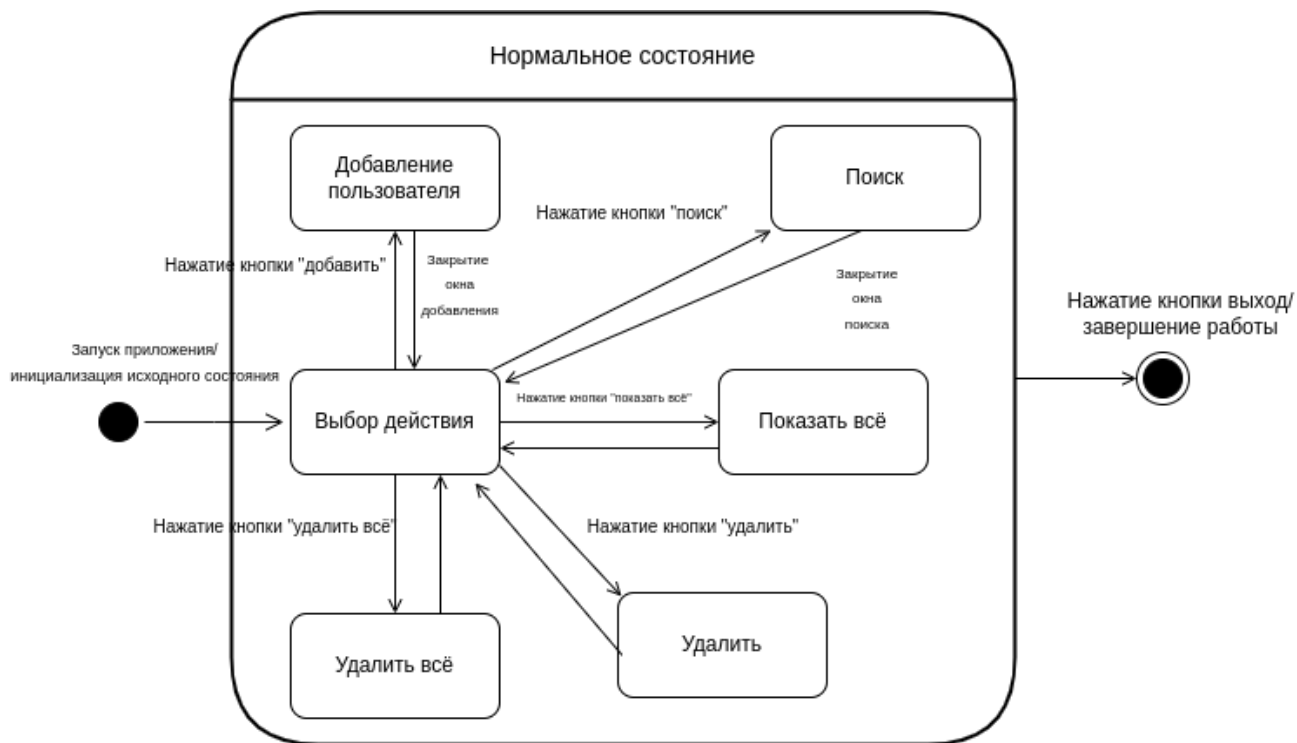 Нормальное состояние
Добавление
пользователя
Поиск
Нажатие кнопки "поиск"
Нажатие кнопки "добавить"
Закрытие
окна
добавления
Закрытие
окна
поиска
Нажатие кнопки выход/
завершение работы
Запуск приложения/
инициализация исходного состояния
Выбор действия
Нажатие кнопки "показать всё"
Показать всё
Нажатие кнопки "удалить всё"
Нажатие кнопки "удалить"
Удалить всё
Удалить